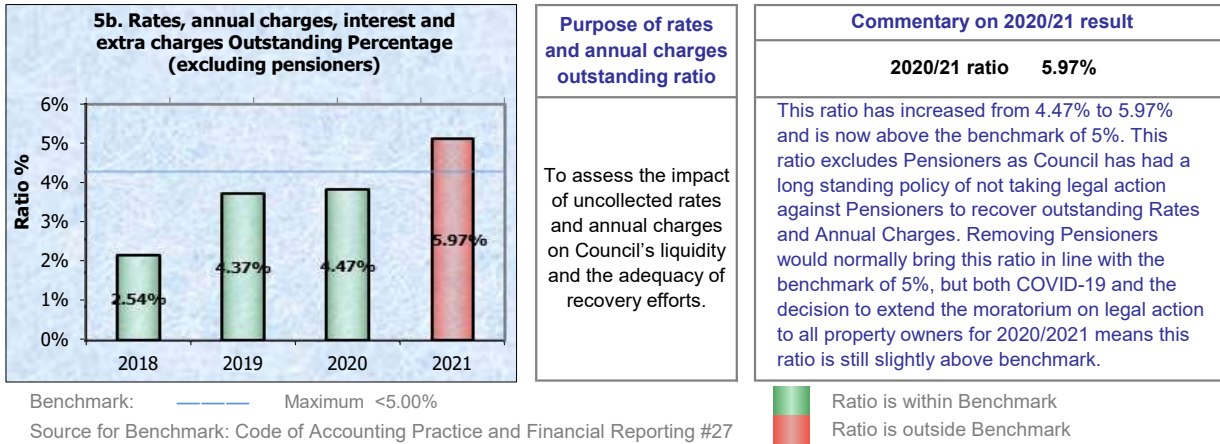 5b. Rates, annual charges, interest and
extra charges Outstanding Percentage
(excluding pensioners)
Ratio %
6%
5%
4%
3%
2%
1%
0%
2.54%
4.37%
4.47%
5.97%
2018
2019
2020
2021
Purpose of rates
and annual charges
outstanding ratio
To assess the impact
of uncollected rates
and annual charges
on Council's liquidity
and the adequacy of
recovery efforts.
Commentary on 2020/21 result
2020/21 ratio 5.97%
This ratio has increased from 4.47% to 5.97%
and is now above the benchmark of 5%. This
ratio excludes Pensioners as Council has had a
long standing policy of not taking legal action
against Pensioners to recover outstanding Rates
and Annual Charges. Removing Pensioners
would normally bring this ratio in line with the
benchmark of 5%, but both COVID-19 and the
decision to extend the moratorium on legal action
to all property owners for 2020/2021 means this
ratio is still slightly above benchmark.
Benchmark: Maximum <5.00%
Source for Benchmark: Code of Accounting Practice and Financial Reporting #27
Ratio is within Benchmark
Ratio is outside Benchmark